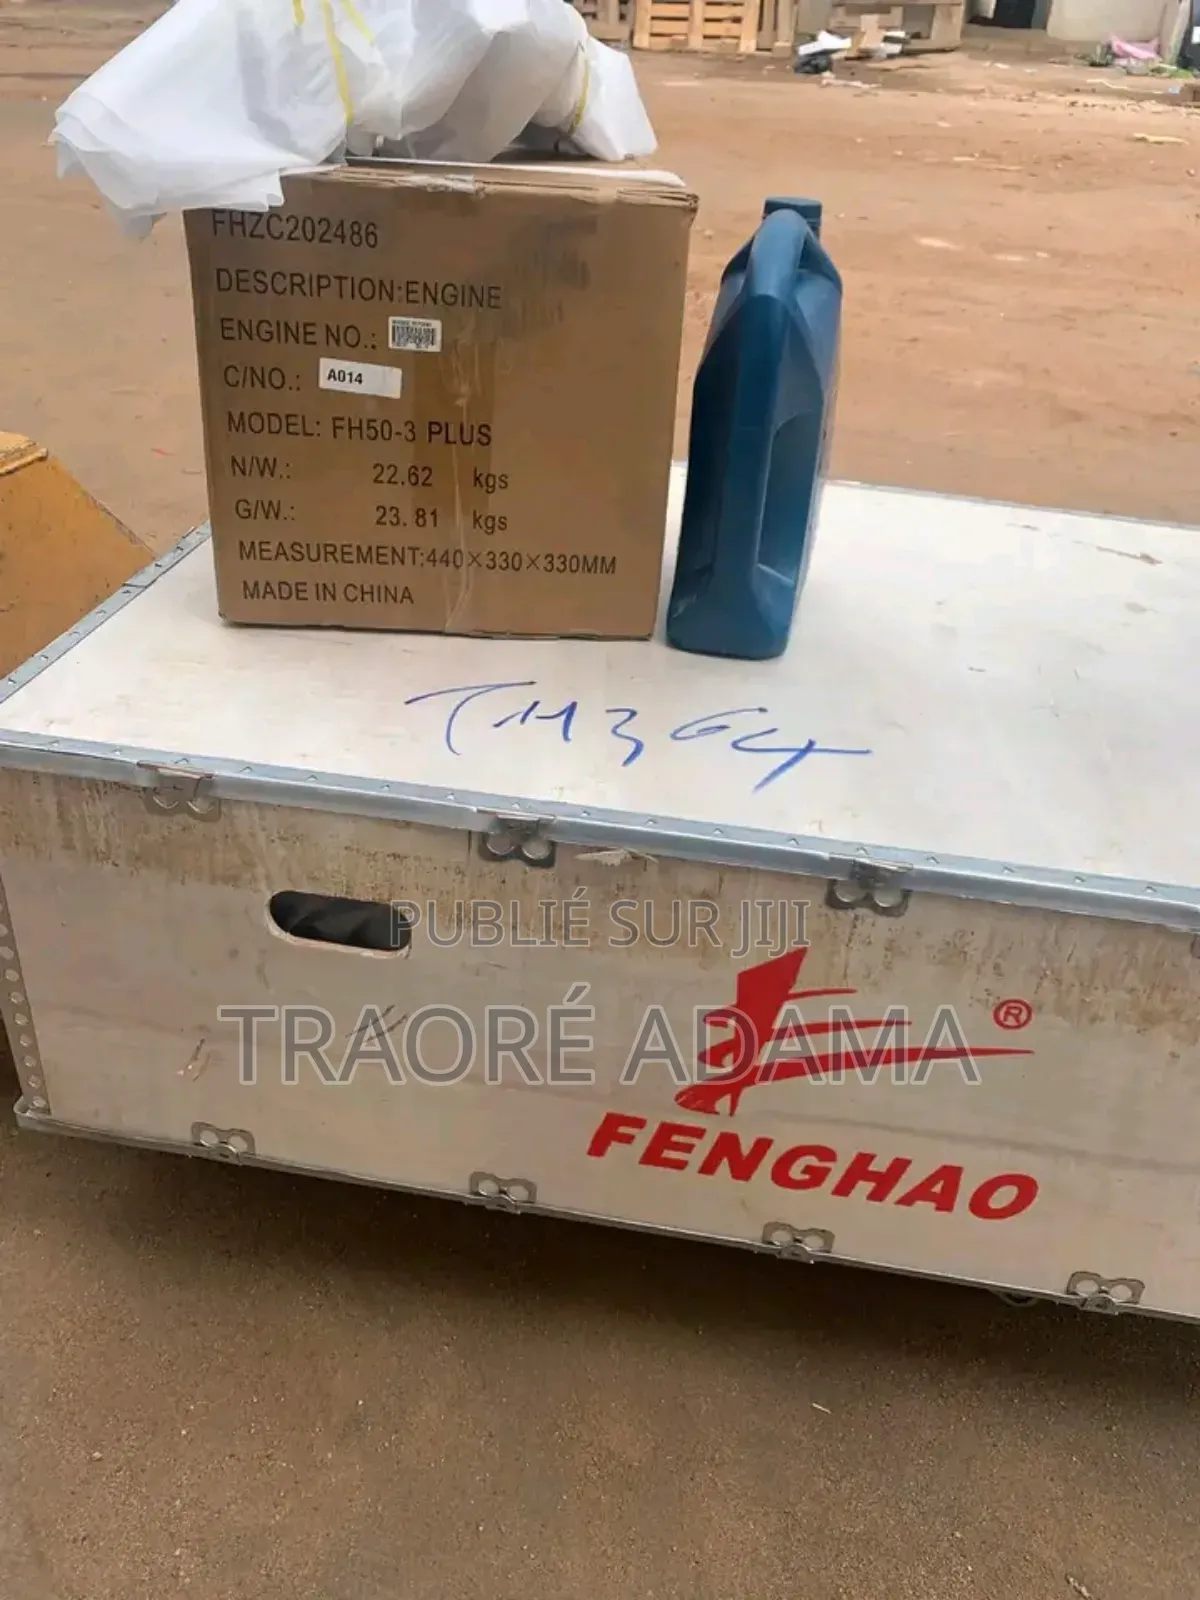 FHZC202486
DESCRIPTION:ENGINE
ENGINE NO.:
C/NO.: A014
MODEL: FH50-3 PLUS
N/W.: 22.62 kgs
G/W.: 23.81 kgs
MEASUREMENT:440×330×330MM
MADE IN CHINA
PUBLIÉ SUR JIJI
TRAORÉ ADAMA
®
FENGHAO